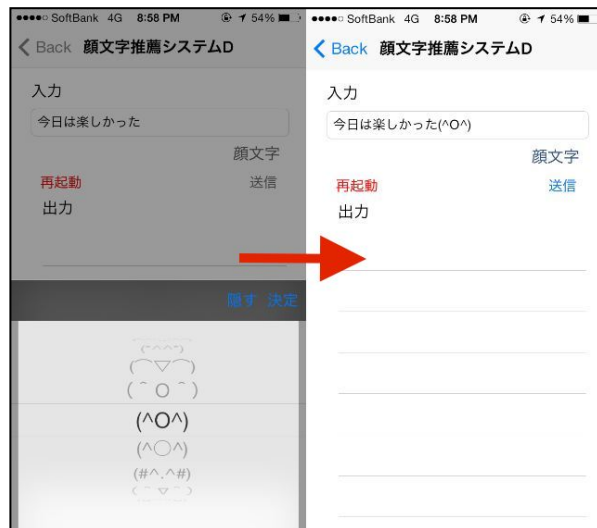 ●●●●○ SoftBank 4G 8:58 PM 54%
Back 顔文字推薦システムD
入力
今日は楽しかった
顔文字
再起動 送信
出力
隠す 決定
(⌒▽⌒)
(＾O＾)
(^O^)
(^◯^)
(#^.^#)
●●●●○ SoftBank 4G 8:58 PM 54%
Back 顔文字推薦システムD
入力
今日は楽しかった(^O^)
顔文字
再起動 送信
出力